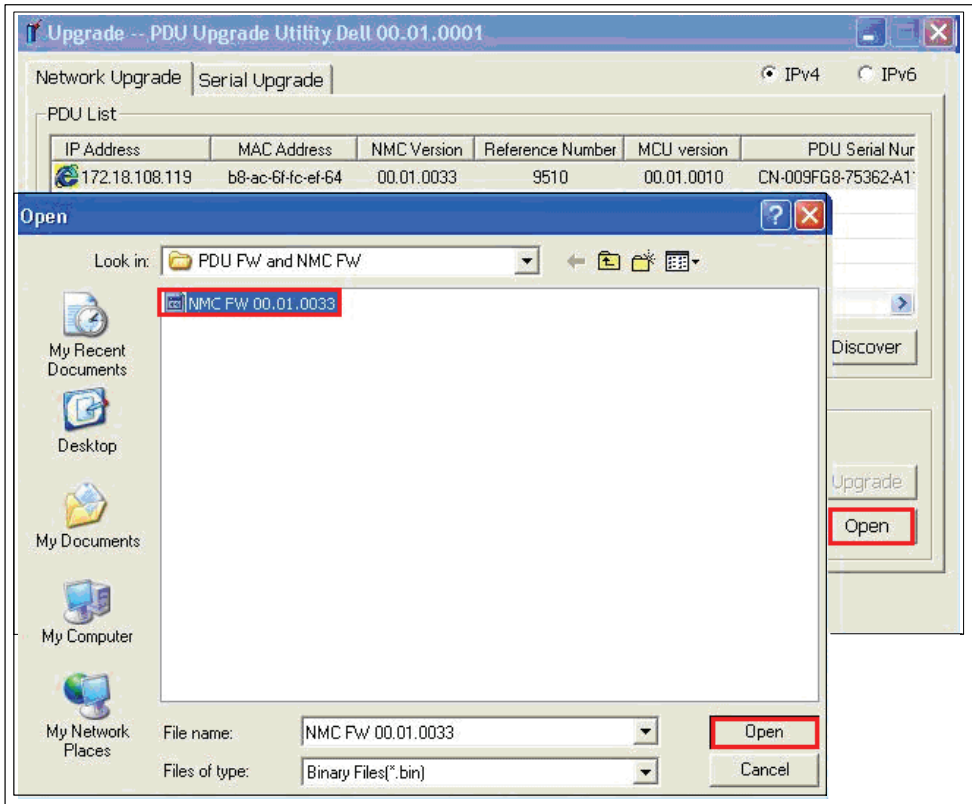 Upgrade -- PDU Upgrade Utility Dell 00.01.0001
Network Upgrade Serial Upgrade IPv4 IPv6
PDU List
IP Address MAC Address NMC Version Reference Number MCU version PDU Serial Nur
172.18.108.119 b8-ac-6f-fc-ef-64 00.01.0033 9510 00.01.0010 CN-009FG8-75362-A1
Open
Look in: PDU FW and NMC FW
NMC FW 00.01.0033
My Recent
Documents
Discover
Desktop
Upgrade
My Documents
Open
My Computer
My Network
Places
File name: NMC FW 00.01.0033 Open
Files of type: Binary Files(*.bin) Cancel